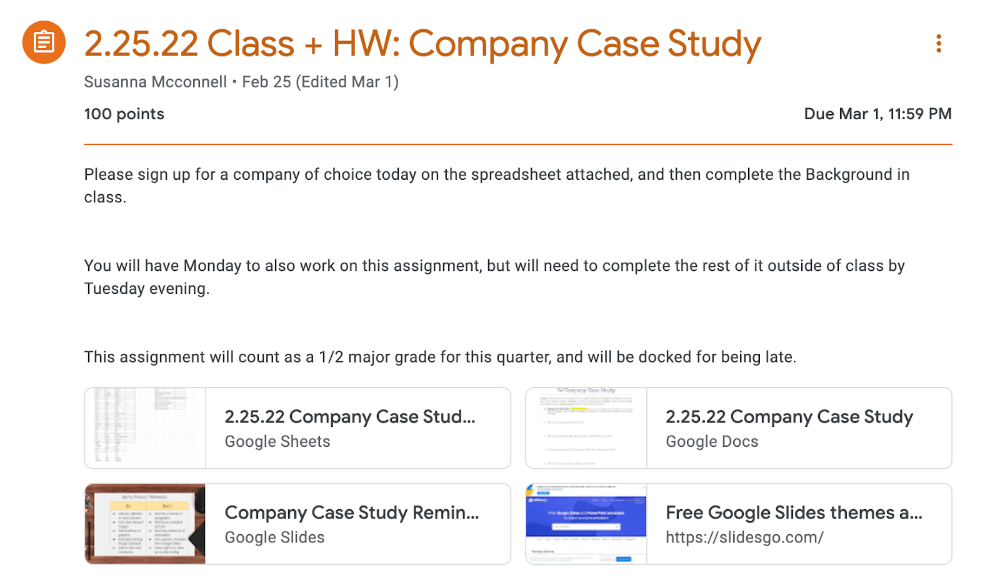 2.25.22 Class + HW: Company Case Study
Susanna Mcconnell • Feb 25 (Edited Mar 1)
100 points
Due Mar 1, 11:59 PM
Please sign up for a company of choice today on the spreadsheet attached, and then complete the Background in
class.
You will have Monday to also work on this assignment, but will need to complete the rest of it outside of class by
Tuesday evening.
This assignment will count as a 1/2 major grade for this quarter, and will be docked for being late.
2.25.22 Company Case Stud...
Google Sheets
Company Case Study
2.25.22 Company Case Study
Google Docs
Do
Don't
Company Case Study Remin...
Google Slides
Free Google Slides themes a...
https://slidesgo.com/